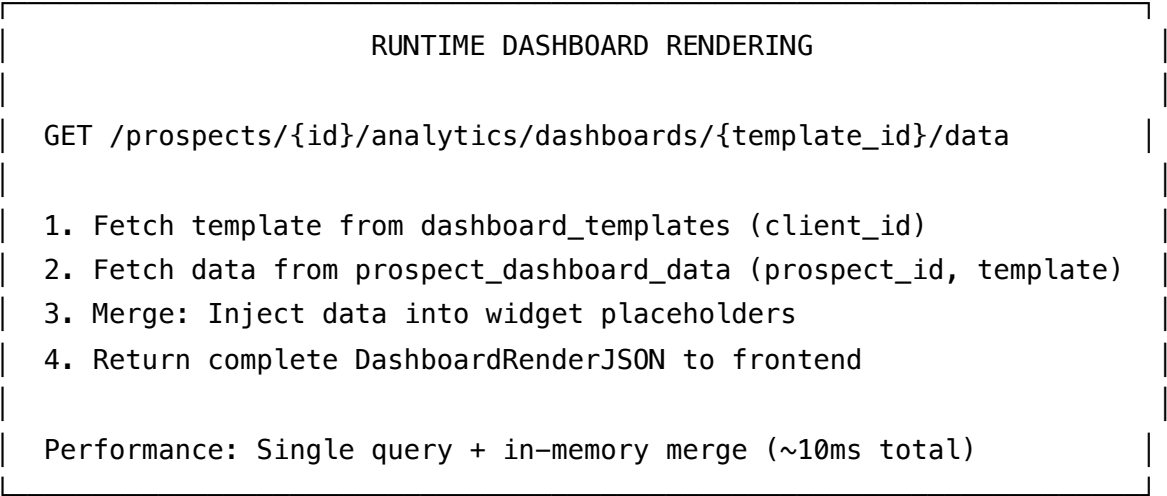 RUNTIME DASHBOARD RENDERING
GET /prospects/{id}/analytics/dashboards/{template_id}/data
1. Fetch template from dashboard_templates (client_id)
2. Fetch data from prospect_dashboard_data (prospect_id, template)
3. Merge: Inject data into widget placeholders
4. Return complete DashboardRenderJSON to frontend
Performance: Single query + in-memory merge (~10ms total)